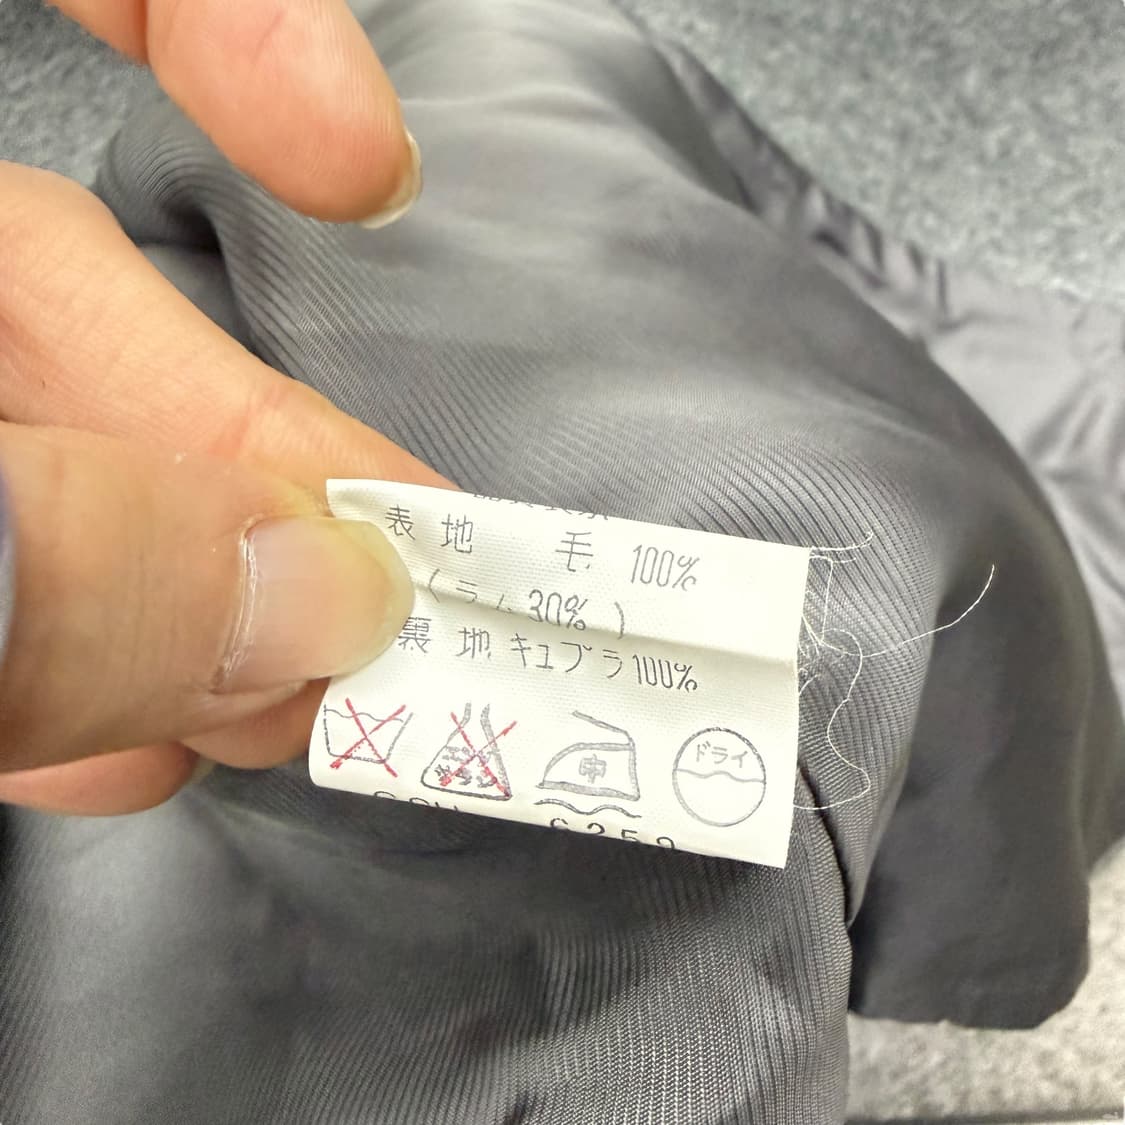 表地 毛 100%
(ラム 30%)
裏地 キュプラ 100%
中
ドライ